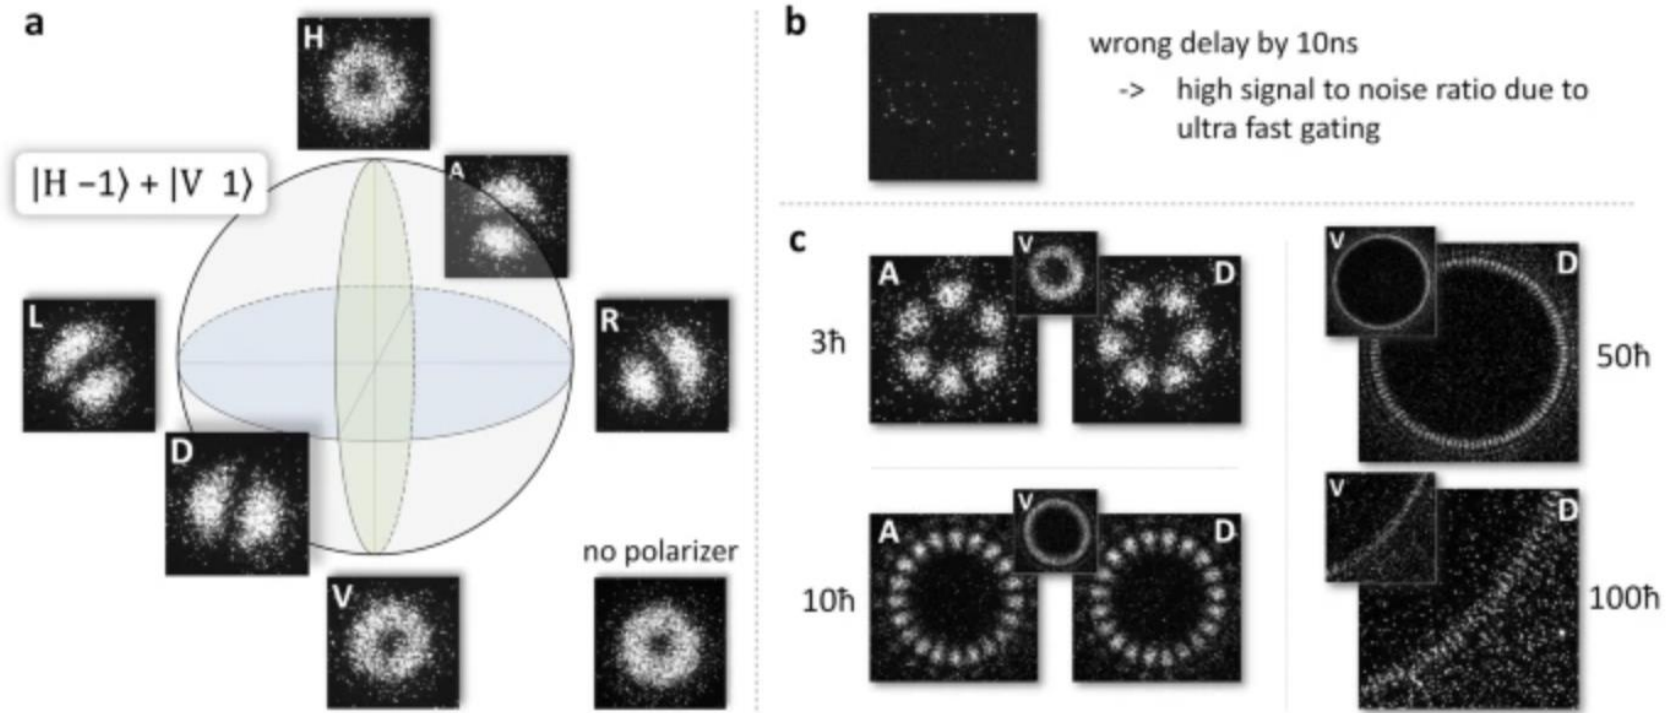 a
H
|H −1⟩ + |V 1⟩
A
L
R
D
no polarizer
V
b
wrong delay by 10ns
-> high signal to noise ratio due to
ultra fast gating
c
A
V
D
3ħ
V
D
50ħ
A
V
D
10ħ
V
D
100ħ